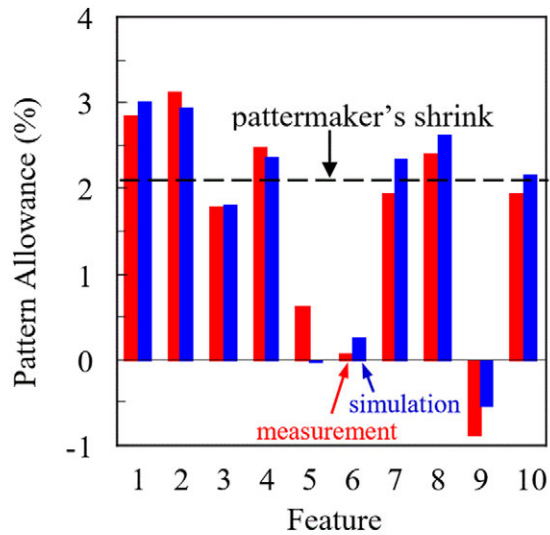 4
3
2
1
0
-1
Pattern Allowance (%)
pattermaker's shrink
simulation
measurement
1 2 3 4 5 6 7 8 9 10
Feature